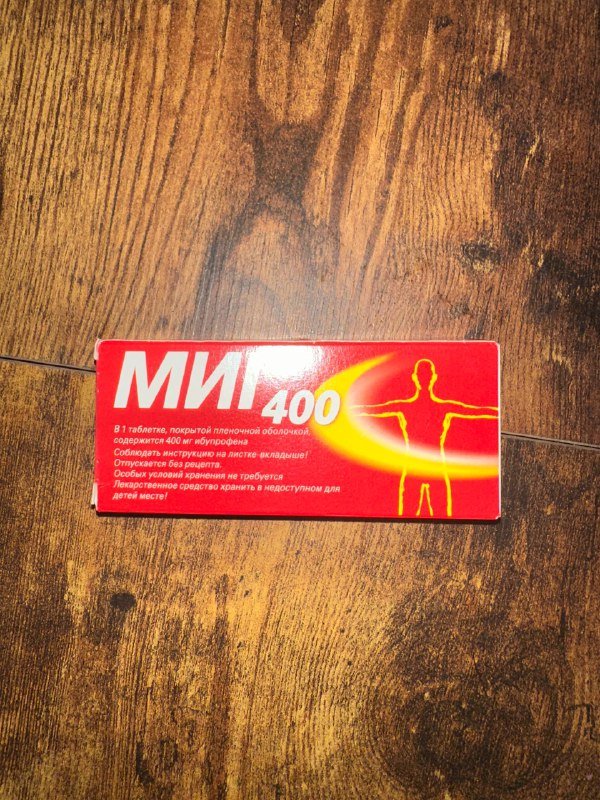 МИГ 400
В 1 таблетке, покрытой пленочной оболочкой,
содержится 400 мг ибупрофена
Соблюдать инструкцию на листке-вкладыше!
Отпускается без рецепта.
Особых условий хранения не требуется
Лекарственное средство хранить в недоступном для
детей месте!